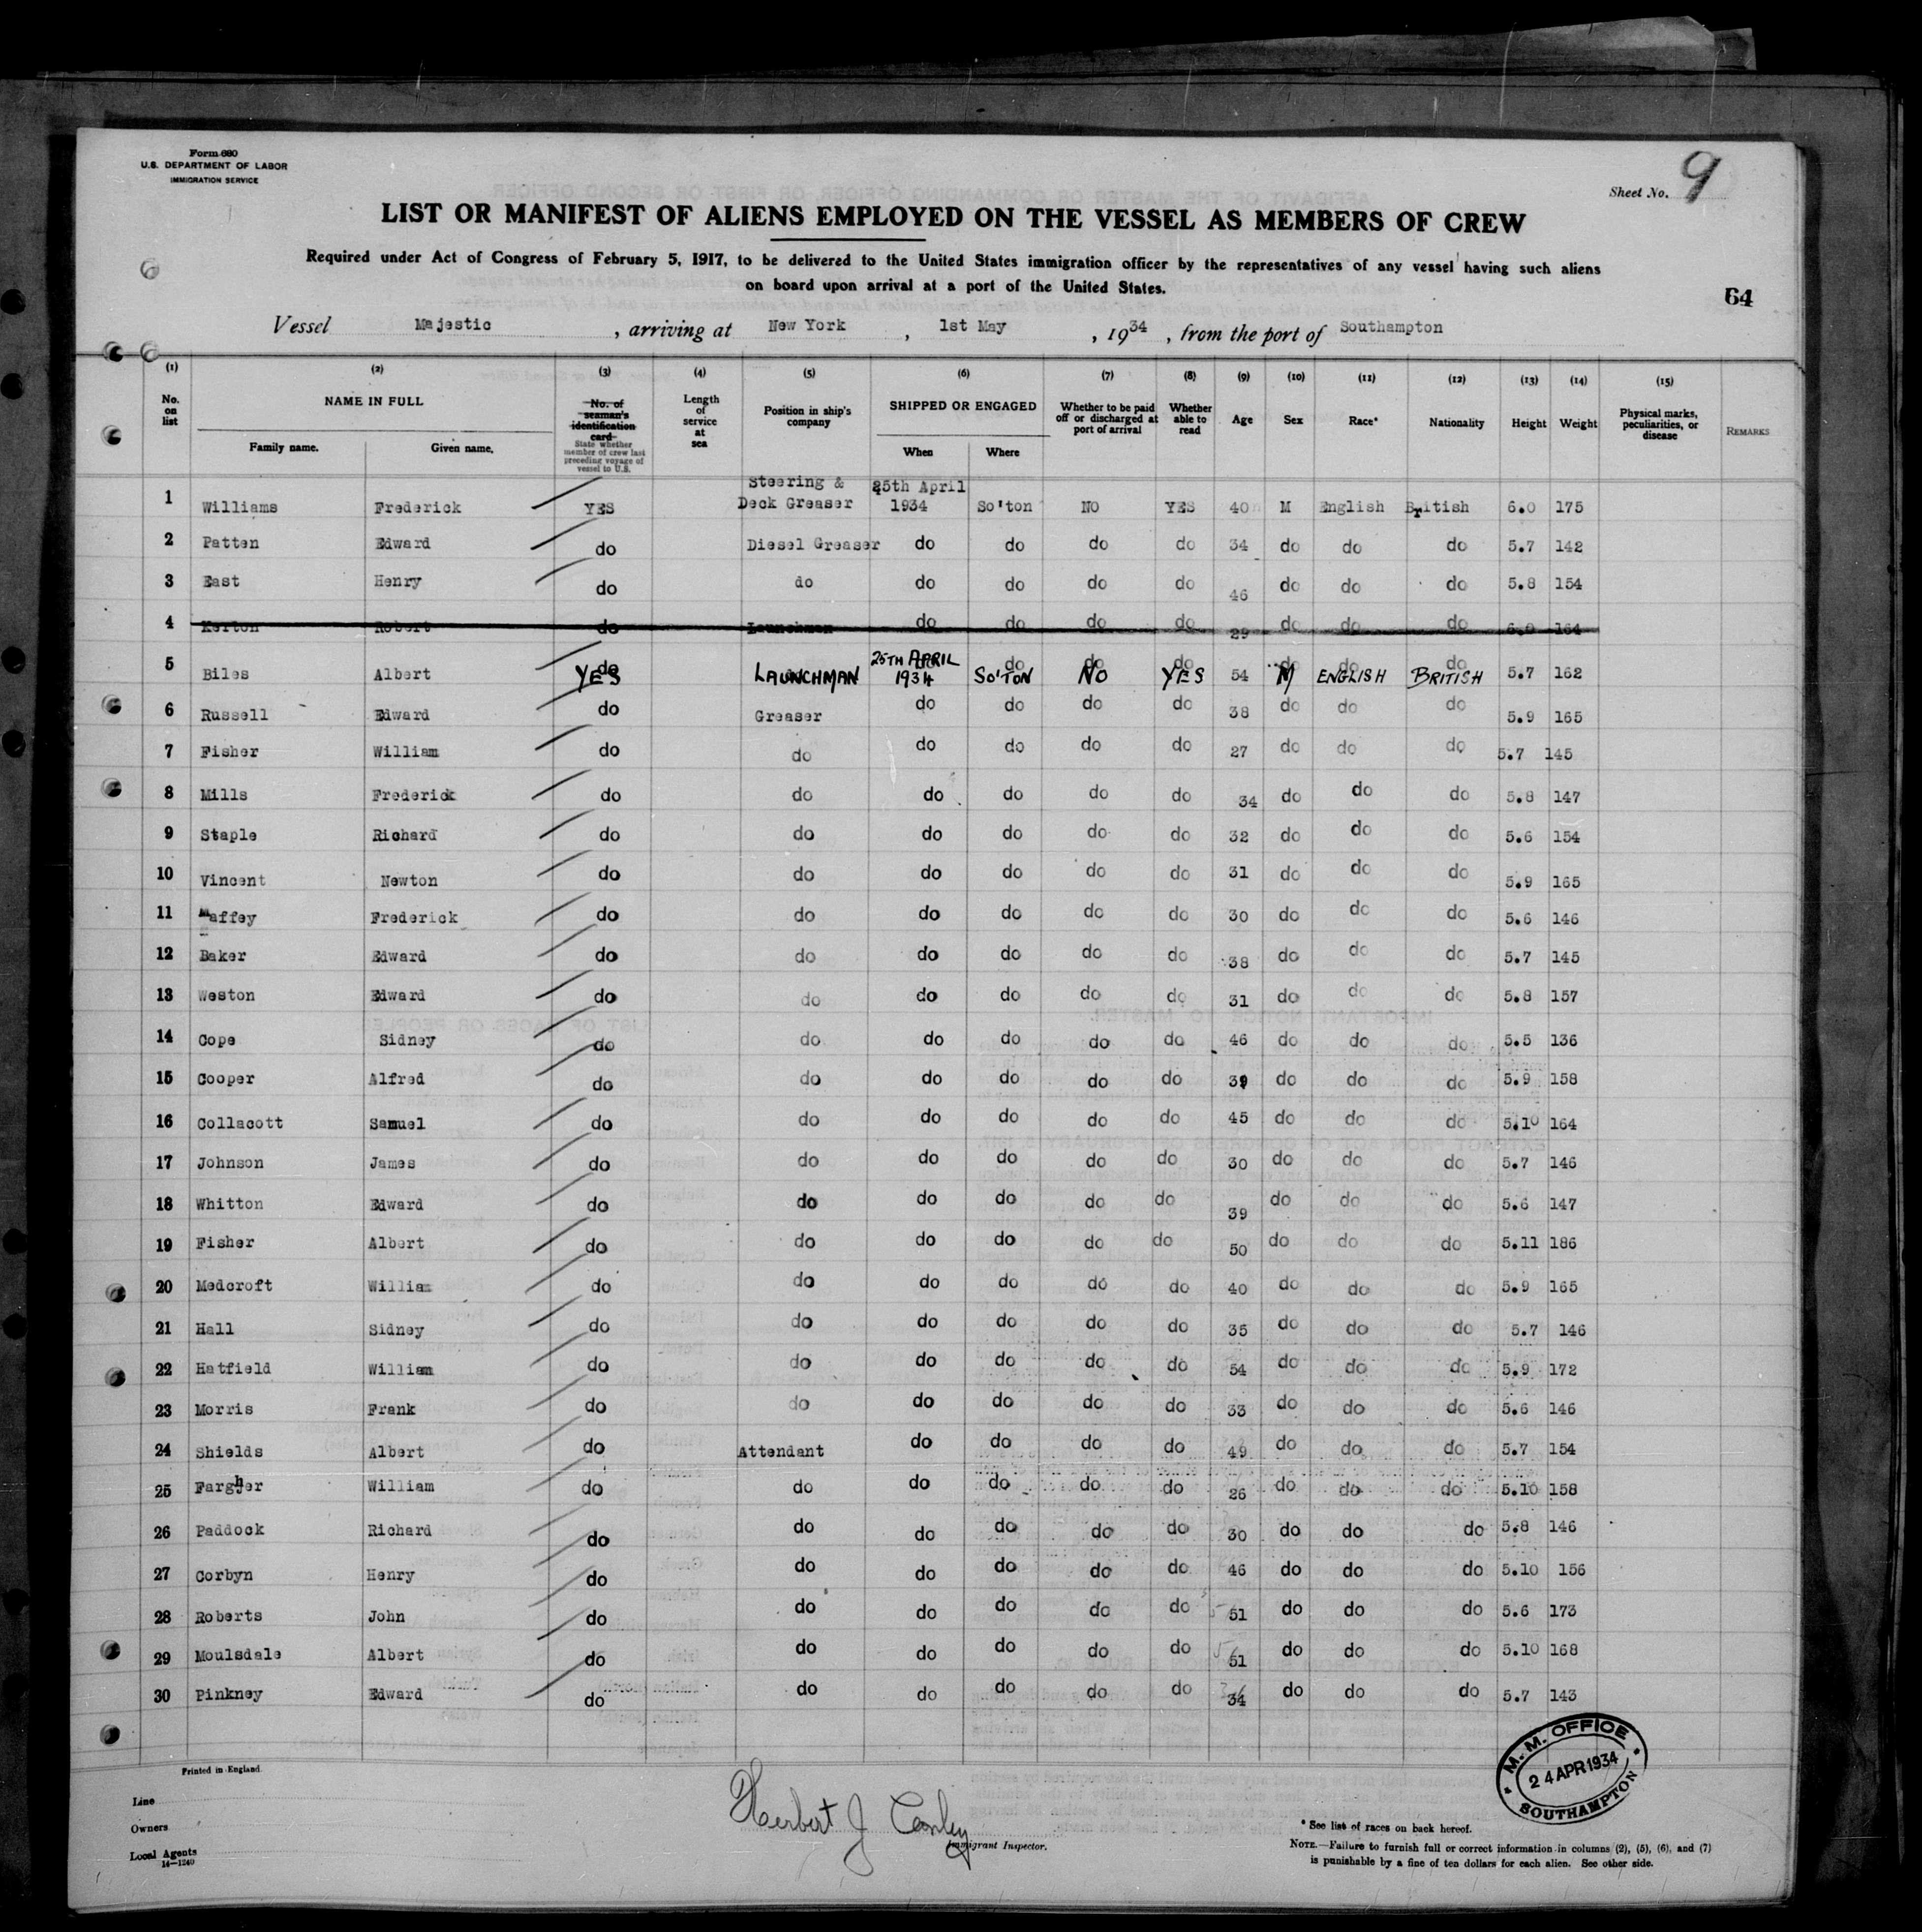 Form 680
U.S. DEPARTMENT OF LABOR
IMMIGRATION SERVICE
Sheet No. 9
LIST OR MANIFEST OF ALIENS EMPLOYED ON THE VESSEL AS MEMBERS OF CREW
Required under Act of Congress of February 5, 1917, to be delivered to the United States immigration officer by the representatives of any vessel having such aliens
on board upon arrival at a port of the United States.
64
Vessel Majestic, arriving at New York, 1st May, 1934, from the port of Southampton
(1) (2) (3) (4) (5) (6) (7) (8) (9) (10) (11) (12) (13) (14) (15)
No. on list NAME IN FULL Family name. Given name. No. of seaman's identification card State whether member of crew last preceding voyage of vessel to U.S. Length of service at sea Position in ship's company SHIPPED OR ENGAGED When Where Whether to be paid off or discharged at port of arrival Whether able to read Age Sex Race* Nationality Height Weight Physical marks, peculiarities, or disease REMARKS
1 Williams Frederick YES Steering & Deck Greaser 25th April 1934 So'ton NO YES 40 M English British 6.0 175
2 Patten Edward do Diesel Greaser do do do do 34 do do do 5.7 142
3 East Henry do do do do do do 46 do do do 5.8 154
4 Kerton Robert do Launchman do do do do 29 do do do 6.0 164
5 Biles Albert do YES LAUNCHMAN do 25TH APRIL 1934 do SO'TON do NO do YES 54 do M do ENGLISH do BRITISH 5.7 162
6 Russell Edward do Greaser do do do do 38 do do do 5.9 165
7 Fisher William do do do do do do 27 do do do 5.7 145
8 Mills Frederick do do do do do do 34 do do do 5.8 147
9 Staple Richard do do do do do do 32 do do do 5.6 154
10 Vincent Newton do do do do do do 31 do do do 5.9 165
11 Maffey Frederick do do do do do do 30 do do do 5.6 146
12 Baker Edward do do do do do do 38 do do do 5.7 145
13 Weston Edward do do do do do do 31 do do do 5.8 157
14 Cope Sidney do do do do do do 46 do do do 5.5 136
15 Cooper Alfred do do do do do do 39 do do do 5.9 158
16 Collacott Samuel do do do do do do 45 do do do 5.10 164
17 Johnson James do do do do do do 30 do do do 5.7 146
18 Whitton Edward do do do do do do 39 do do do 5.6 147
19 Fisher Albert do do do do do do 50 do do do 5.11 186
20 Medcroft William do do do do do do 40 do do do 5.9 165
21 Hall Sidney do do do do do do 35 do do do 5.7 146
22 Hatfield William do do do do do do 54 do do do 5.9 172
23 Morris Frank do do do do do do 33 do do do 5.6 146
24 Shields Albert do Attendant do do do do 49 do do do 5.7 154
25 Fargher William do do do do do do 26 do do do 5.10 158
26 Paddock Richard do do do do do do 30 do do do 5.8 146
27 Corbyn Henry do do do do do do 46 do do do 5.10 156
28 Roberts John do do do do do do 51 do do do 5.6 173
29 Moulsdale Albert do do do do do do 51 do do do 5.10 168
30 Pinkney Edward do do do do do do 34 do do do 5.7 143
M. M. OFFICE
24 APR 1934
SOUTHAMPTON
Printed in England.
Line
Owners
Local Agents
14—1240
Herbert J
Immigrant Inspector.
* See list of races on back hereof.
NOTE.—Failure to furnish full or correct information in columns (2), (5), (6), and (7)
is punishable by a fine of ten dollars for each alien. See other side.